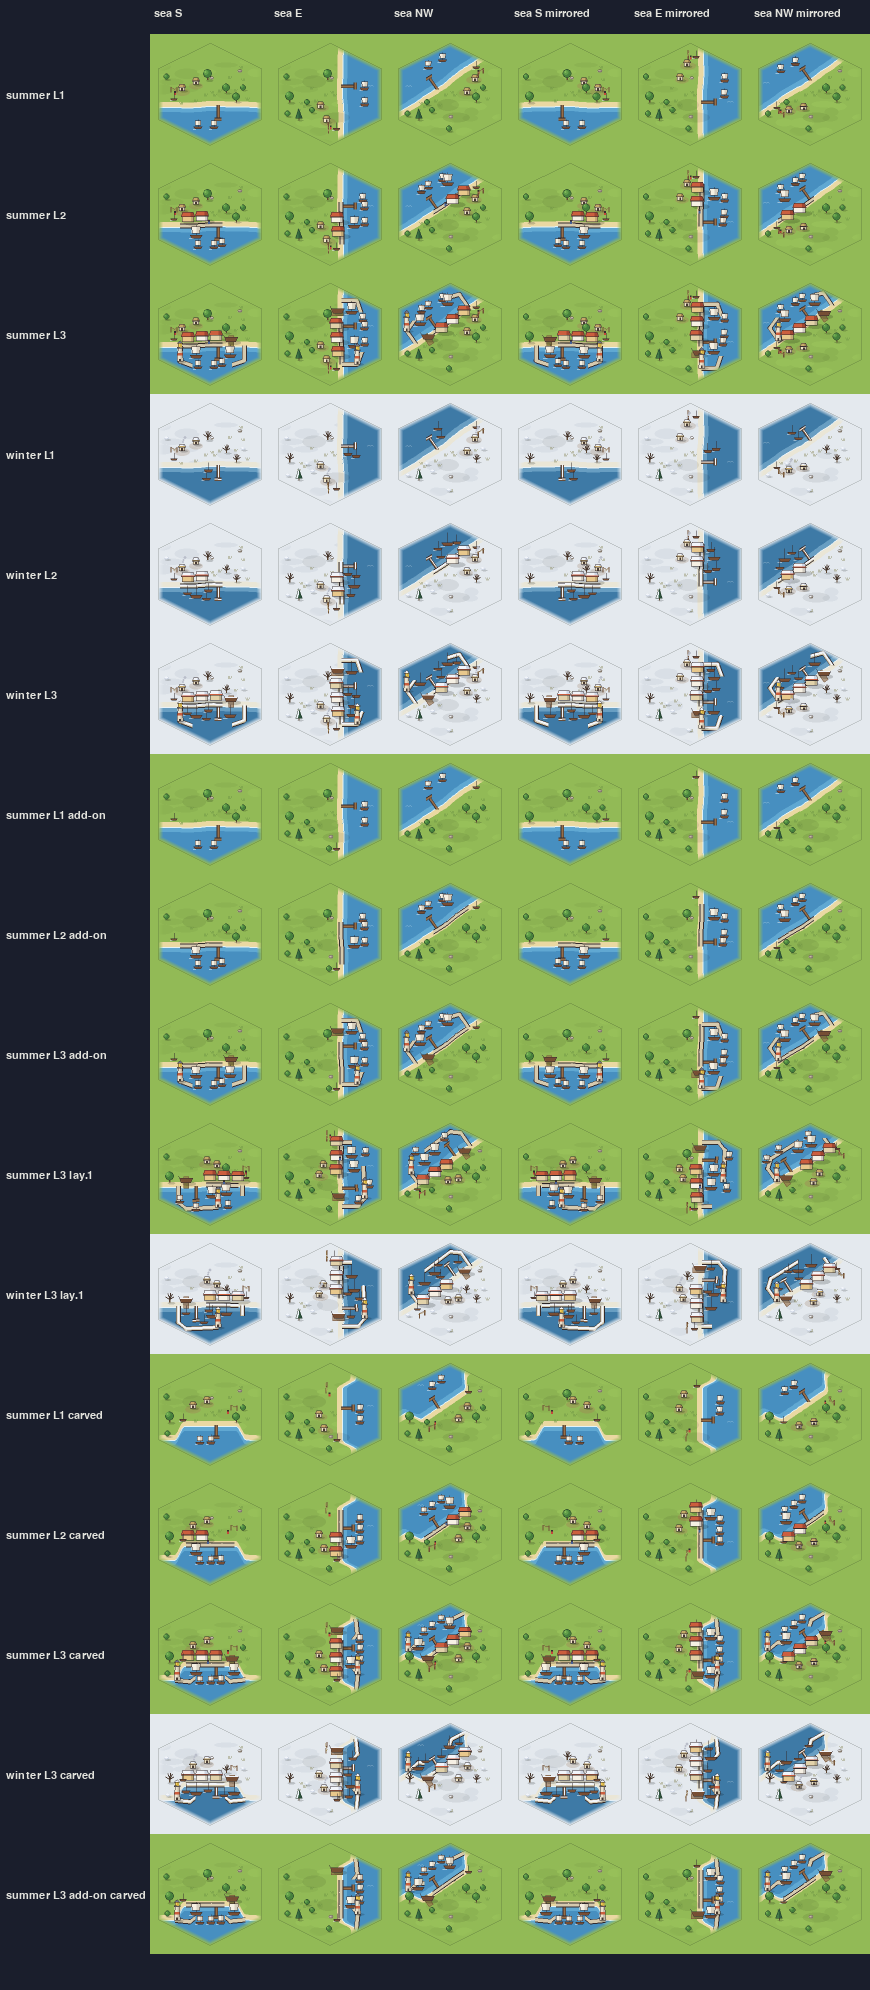 sea S sea E sea NW sea S mirrored sea E mirrored sea NW mirrored
summer L1
summer L2
summer L3
winter L1
winter L2
winter L3
summer L1 add-on
summer L2 add-on
summer L3 add-on
summer L3 lay.1
winter L3 lay.1
summer L1 carved
summer L2 carved
summer L3 carved
winter L3 carved
summer L3 add-on carved